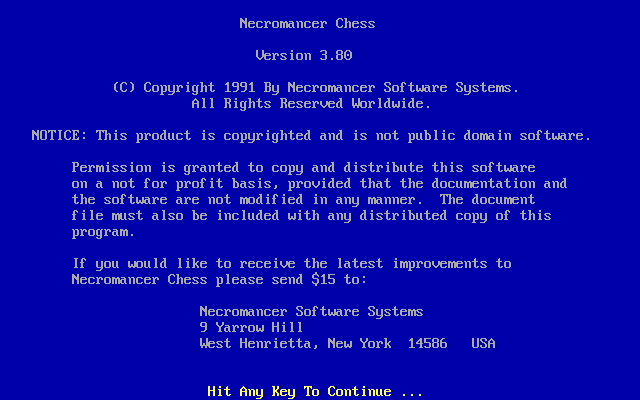 Necromancer Chess
Version 3.80
(C) Copyright 1991 By Necromancer Software Systems.
All Rights Reserved Worldwide.
NOTICE: This product is copyrighted and is not public domain software.
Permission is granted to copy and distribute this software
on a not for profit basis, provided that the documentation and
the software are not modified in any manner.  The document
file must also be included with any distributed copy of this
program.
If you would like to receive the latest improvements to
Necromancer Chess please send $15 to:
Necromancer Software Systems
9 Yarrow Hill
West Henrietta, New York  14586   USA
Hit Any Key To Continue ...